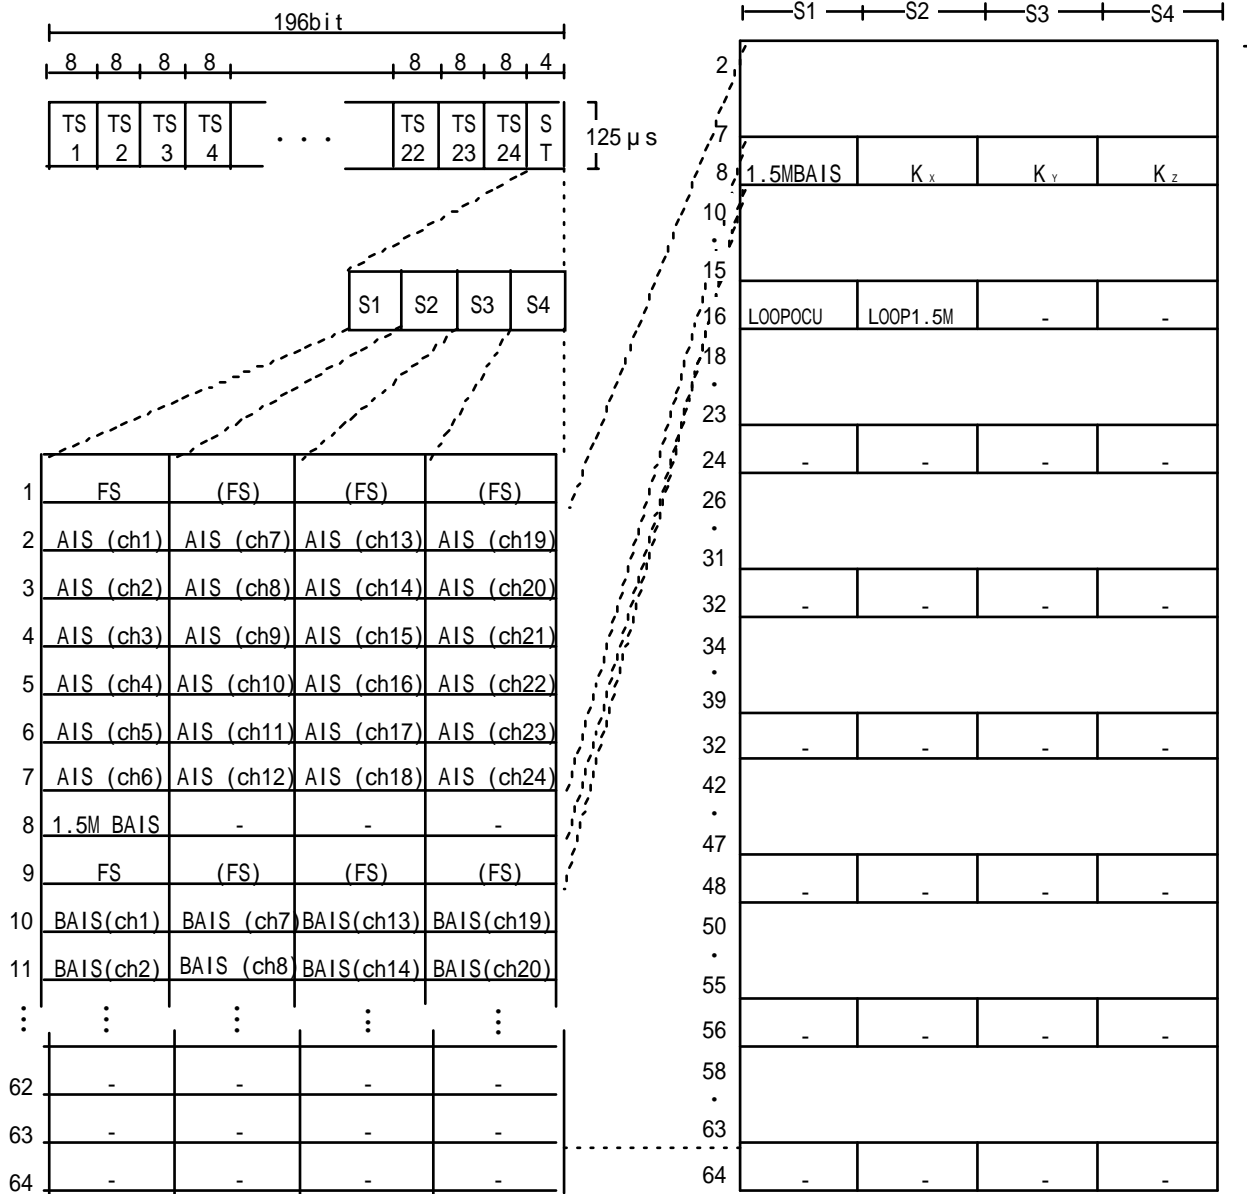 196bit
8 8 8 8 8 8 8 4
TS 1 TS 2 TS 3 TS 4 · · · TS 22 TS 23 TS 24 S T
125 μ s
S1 S2 S3 S4
1 FS (FS) (FS) (FS)
2 AIS (ch1) AIS (ch7) AIS (ch13) AIS (ch19)
3 AIS (ch2) AIS (ch8) AIS (ch14) AIS (ch20)
4 AIS (ch3) AIS (ch9) AIS (ch15) AIS (ch21)
5 AIS (ch4) AIS (ch10) AIS (ch16) AIS (ch22)
6 AIS (ch5) AIS (ch11) AIS (ch17) AIS (ch23)
7 AIS (ch6) AIS (ch12) AIS (ch18) AIS (ch24)
8 1.5M BAIS - - -
9 FS (FS) (FS) (FS)
10 BAIS(ch1) BAIS (ch7) BAIS(ch13) BAIS(ch19)
11 BAIS(ch2) BAIS (ch8) BAIS(ch14) BAIS(ch20)
⋮ ⋮ ⋮ ⋮ ⋮
62 - - - -
63 - - - -
64 - - - -
S1 S2 S3 S4
2
7
8 1.5MBAIS K X K Y K Z
10
·
15
16 LOOPOCU LOOP1.5M - -
18
·
23
24 - - - -
26
·
31
32 - - - -
34
·
39
32 - - - -
42
·
47
48 - - - -
50
·
55
56 - - - -
58
·
63
64 - - - -